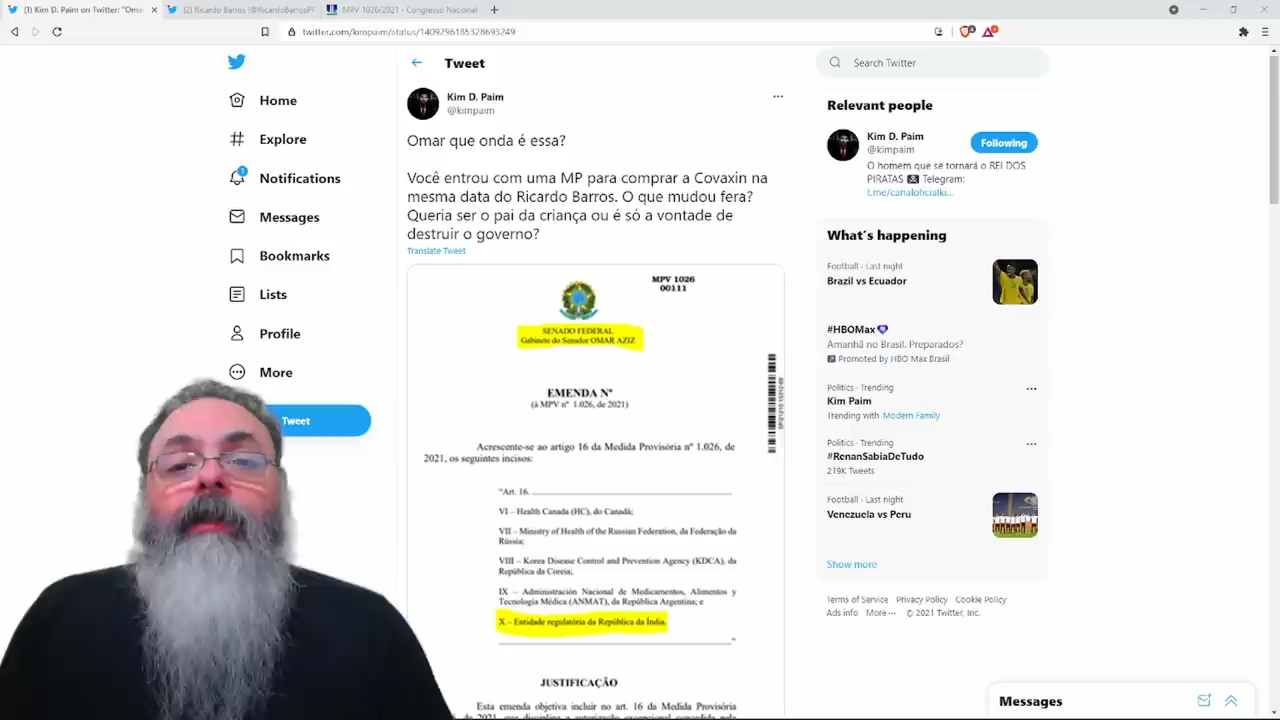 (1) Kim D. Paim on Twitter: "Oma
(2) Ricardo Barros (@RicardoBarrosPP
MPV 1026/2021 - Congresso Nacional
twitter.com/kimpaim/status/1409296185328693249
Home
Explore
Notifications
Messages
Bookmarks
Lists
Profile
More
Tweet
Tweet
Kim D. Paim
@kimpaim
Omar que onda é essa?
Você entrou com uma MP para comprar a Covaxin na
mesma data do Ricardo Barros. O que mudou fera?
Queria ser o pai da criança ou é só a vontade de
destruir o governo?
Translate Tweet
MPV 1026
00111
SENADO FEDERAL
Gabinete do Senador OMAR AZIZ
EMENDA Nº
(à MPV nº 1.026, de 2021)
Acrescente-se ao artigo 16 da Medida Provisória nº 1.026, de
2021, os seguintes incisos:
"Art. 16.
VI – Health Canada (HC), do Canadá;
VII – Ministry of Health of the Russian Federation, da Federação da
Rússia;
VIII – Korea Disease Control and Prevention Agency (KDCA), da
República da Coreia;
IX – Administración Nacional de Medicamentos, Alimentos y
Tecnología Médica (ANMAT), da República Argentina; e
X – Entidade regulatória da República da Índia.
"
JUSTIFICAÇÃO
Esta emenda objetiva incluir no art. 16 da Medida Provisória
Search Twitter
Relevant people
Kim D. Paim
@kimpaim
Following
O homem que se tornará o REI DOS
PIRATAS Telegram:
t.me/canaloficialki...
What's happening
Football · Last night
Brazil vs Ecuador
#HBOMax
Amanhã no Brasil. Preparados?
Promoted by HBO Max Brasil
Politics · Trending
Kim Paim
Trending with Modern Family
Politics · Trending
#RenanSabiaDeTudo
219K Tweets
Football · Last night
Venezuela vs Peru
Show more
Terms of Service Privacy Policy Cookie Policy
Ads info More ··· © 2021 Twitter, Inc.
Messages